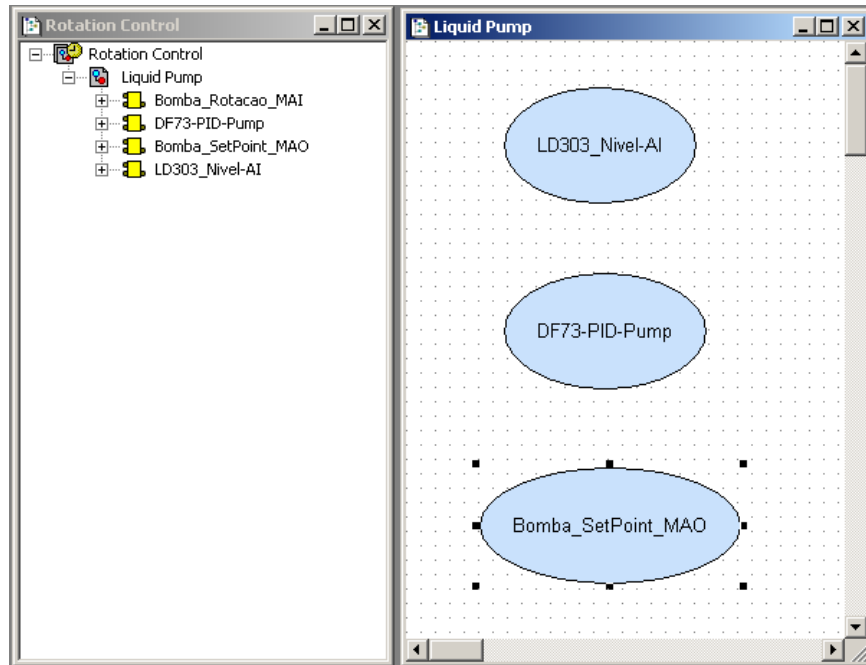 Rotation Control
Rotation Control
Liquid Pump
Bomba_Rotacao_MAI
DF73-PID-Pump
Bomba_SetPoint_MAO
LD303_Nivel-AI
Liquid Pump
LD303_Nivel-AI
DF73-PID-Pump
Bomba_SetPoint_MAO